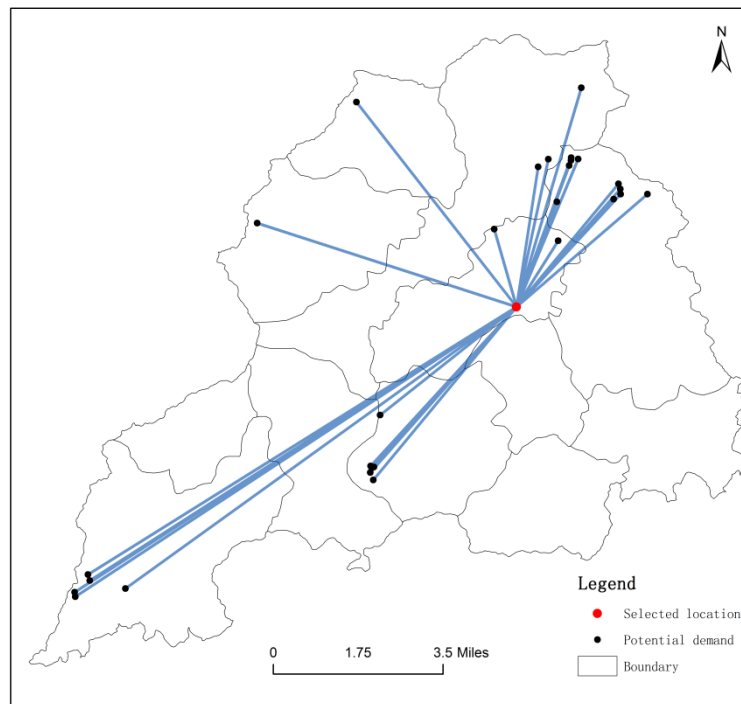 N
Legend
Selected location
Potential demand
Boundary
0 1.75 3.5 Miles